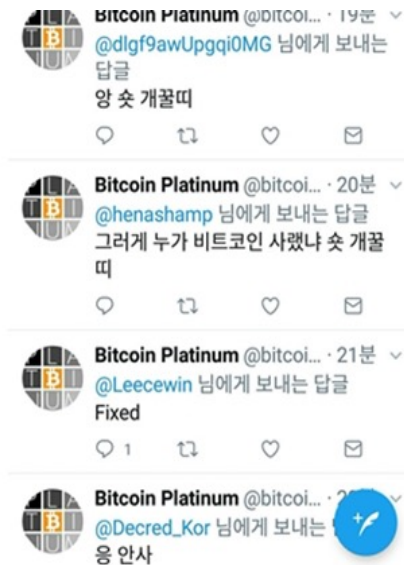 Bitcoin Platinum @bitcoi... · 19분
@dlgf9awUpgqi0MG 님에게 보내는
답글
앙 숏 개꿀띠
Bitcoin Platinum @bitcoi... · 20분
@henashamp 님에게 보내는 답글
그러게 누가 비트코인 사랬냐 숏 개꿀
띠
Bitcoin Platinum @bitcoi... · 21분
@Leecewin 님에게 보내는 답글
Fixed
1
Bitcoin Platinum @bitcoi... ·
@Decred_Kor 님에게 보내는
응 안사